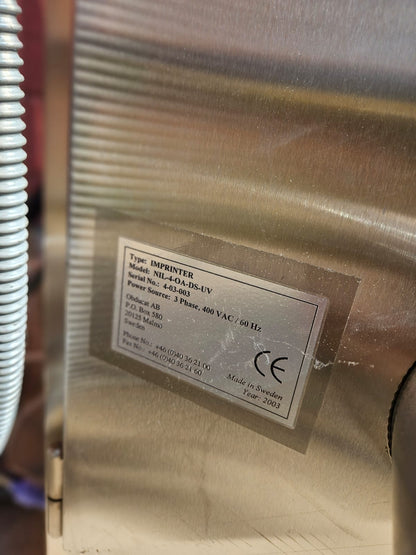 Type: IMPRINTER
Model: NIL-4-OA-DS-UV
Serial No.: 4-03-003
Power Source: 3 Phase, 400 VAC / 60 Hz
Obducat AB
P.O. Box 580
20125 Malmo
Sweden
Phone No.: +46 (0)40 36 21 00
Fax No.: +46 (0)40 36 21 60
CE
Made in Sweden
Year: 2003